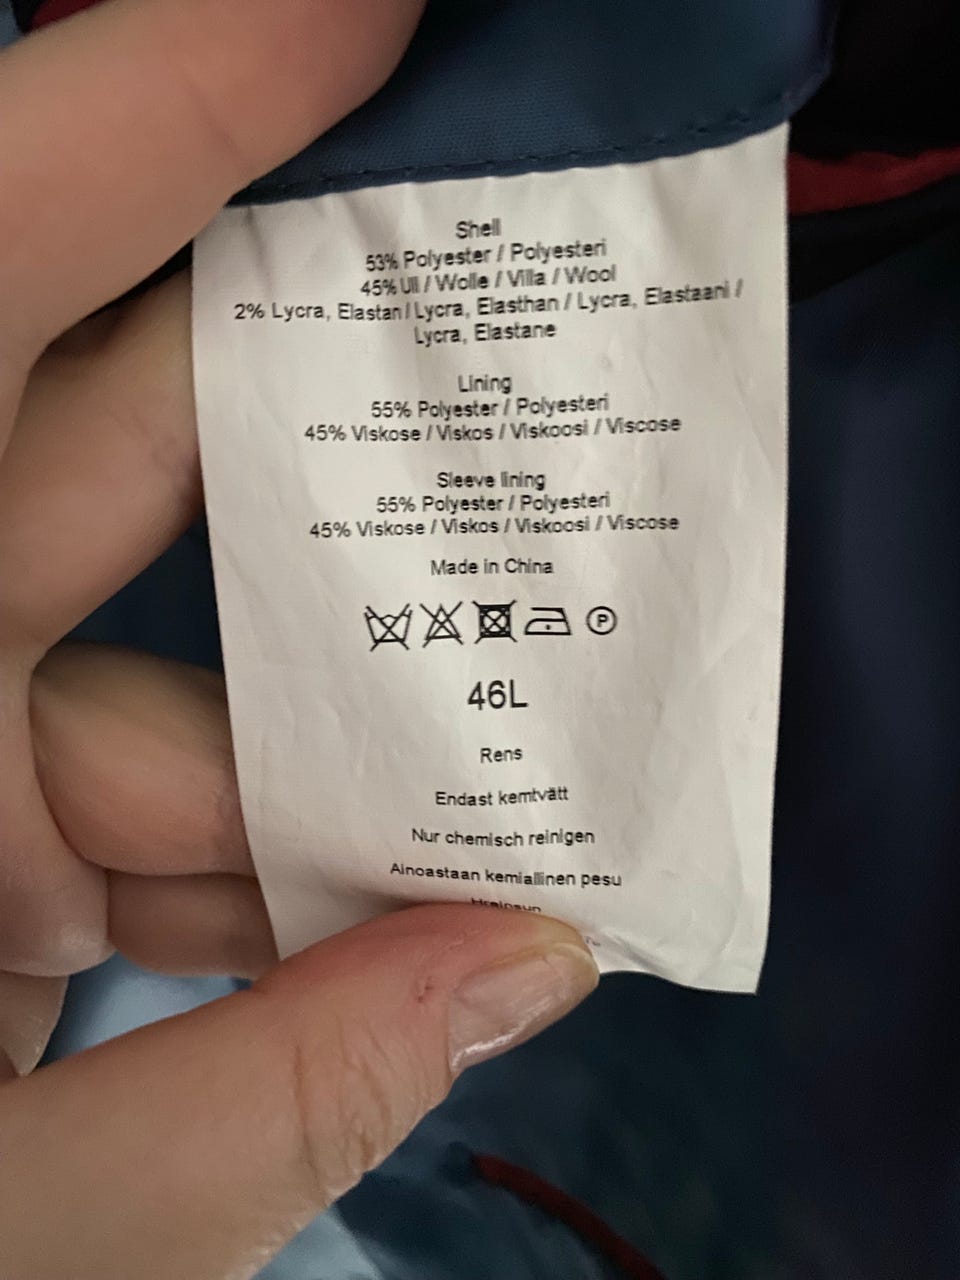 Shell
53% Polyester / Polyesteri
45% Ull / Wolle / Villa / Wool
2% Lycra, Elastan / Lycra, Elasthan / Lycra, Elastaani /
Lycra, Elastane
Lining
55% Polyester / Polyesteri
45% Viskose / Viskos / Viskoosi / Viscose
Sleeve lining
55% Polyester / Polyesteri
45% Viskose / Viskos / Viskoosi / Viscose
Made in China
P
46L
Rens
Endast kemtvätt
Nur chemisch reinigen
Ainoastaan kemiallinen pesu
Hreinsun